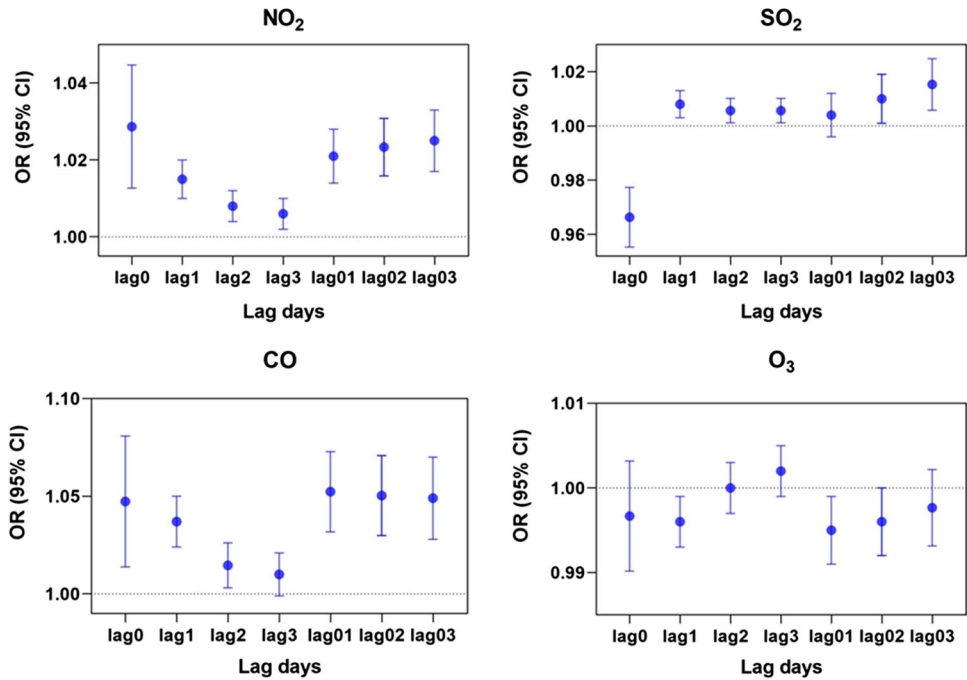 NO2
OR (95% CI)
1.04
1.02
1.00
lag0 lag1 lag2 lag3 lag01 lag02 lag03
Lag days
SO2
OR (95% CI)
1.02
1.00
0.98
0.96
lag0 lag1 lag2 lag3 lag01 lag02 lag03
Lag days
CO
OR (95% CI)
1.10
1.05
1.00
lag0 lag1 lag2 lag3 lag01 lag02 lag03
Lag days
O3
OR (95% CI)
1.01
1.00
0.99
lag0 lag1 lag2 lag3 lag01 lag02 lag03
Lag days